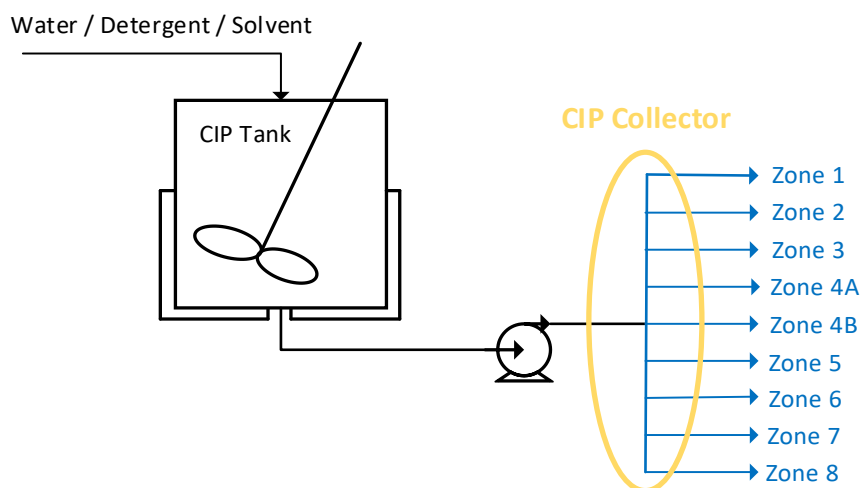 Water / Detergent / Solvent
CIP Tank
CIP Collector
Zone 1
Zone 2
Zone 3
Zone 4A
Zone 4B
Zone 5
Zone 6
Zone 7
Zone 8